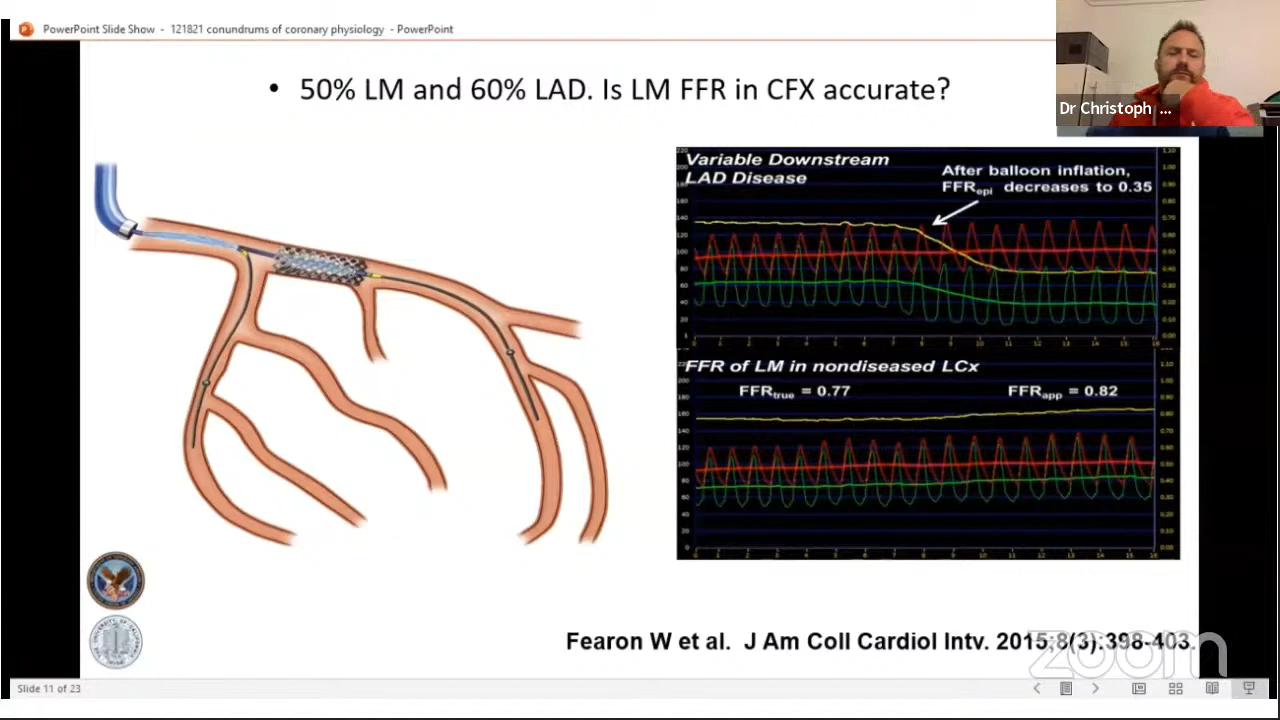 PowerPoint Slide Show - 121821 conundrums of coronary physiology - PowerPoint
Dr Christoph ...
• 50% LM and 60% LAD. Is LM FFR in CFX accurate?
Variable Downstream
LAD Disease
After balloon inflation,
FFRepi decreases to 0.35
FFR of LM in nondiseased LCx
FFRtrue = 0.77
FFRapp = 0.82
Fearon W et al. J Am Coll Cardiol Intv. 2015;8(3):398-403.
zoom
Slide 11 of 23